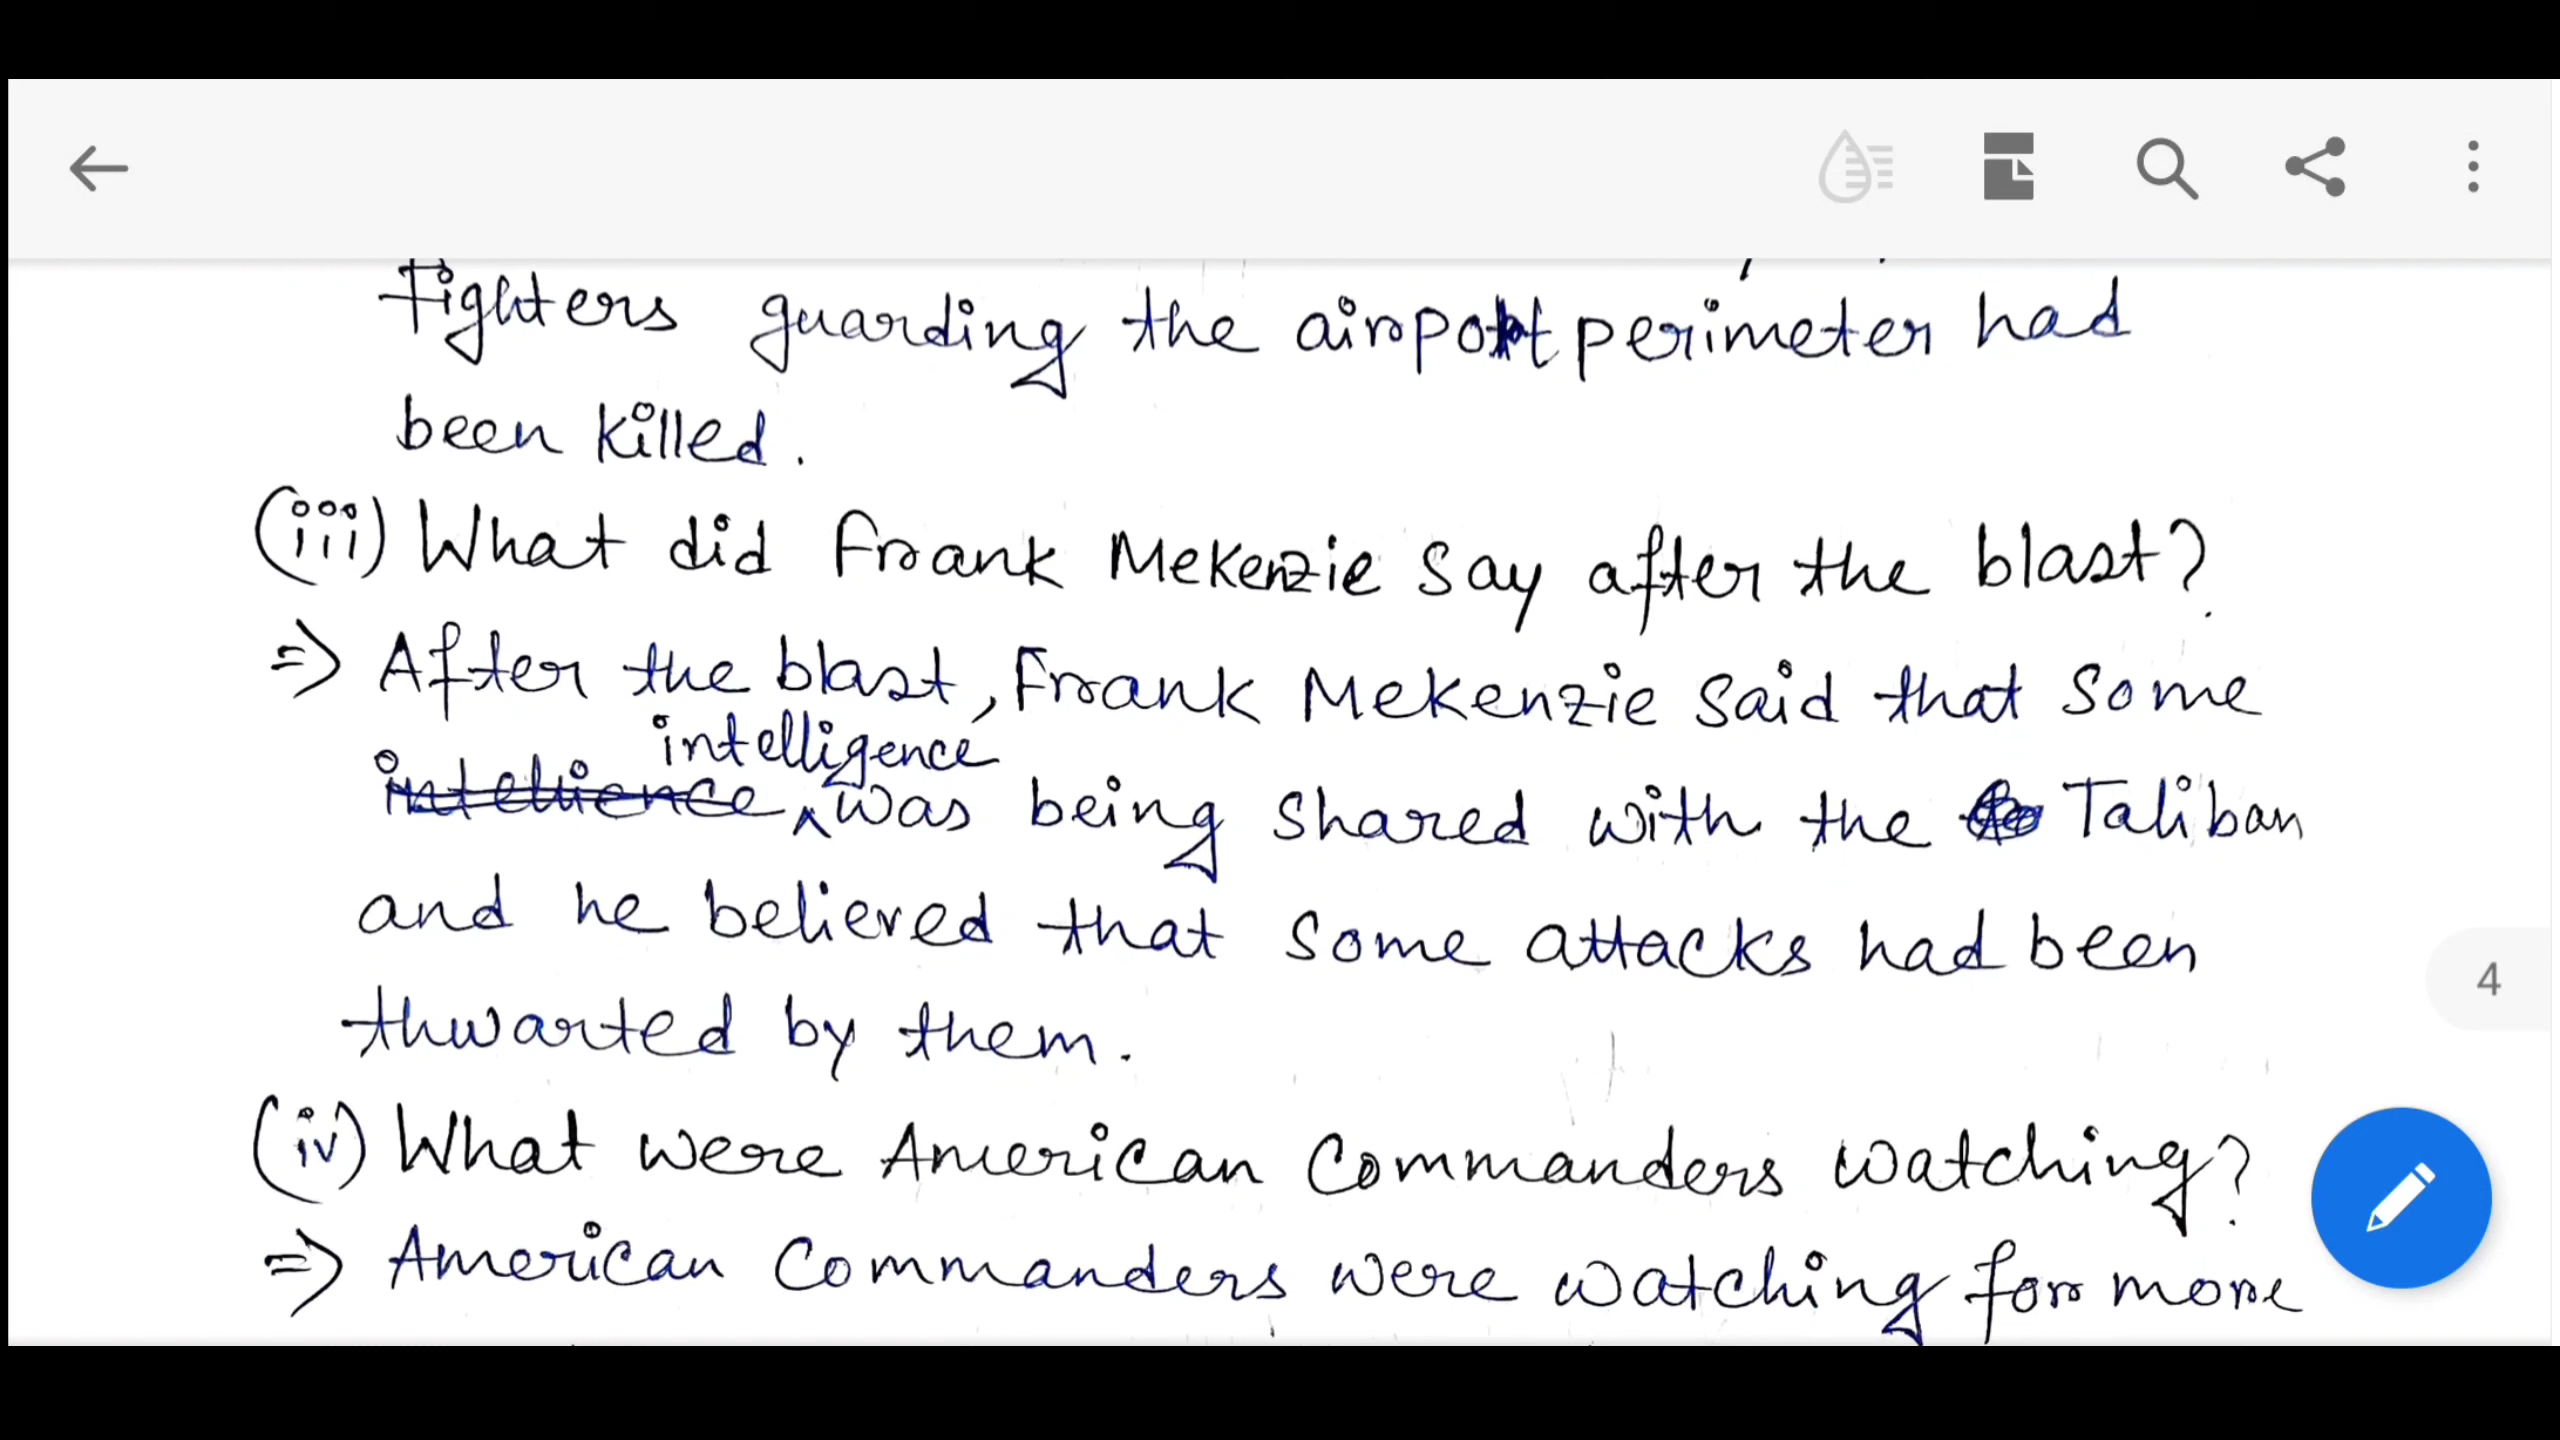 fighters guarding the airport perimeter had
been killed.
(iii) What did Frank Mekenzie say after the blast?
=> After the blast, Frank Mekenzie said that some
intelligence
intellience ^ was being shared with the Taliban
and he believed that some attacks had been
thwarted by them.
4
(iv) What were American Commanders watching?
=> American Commanders were watching for more